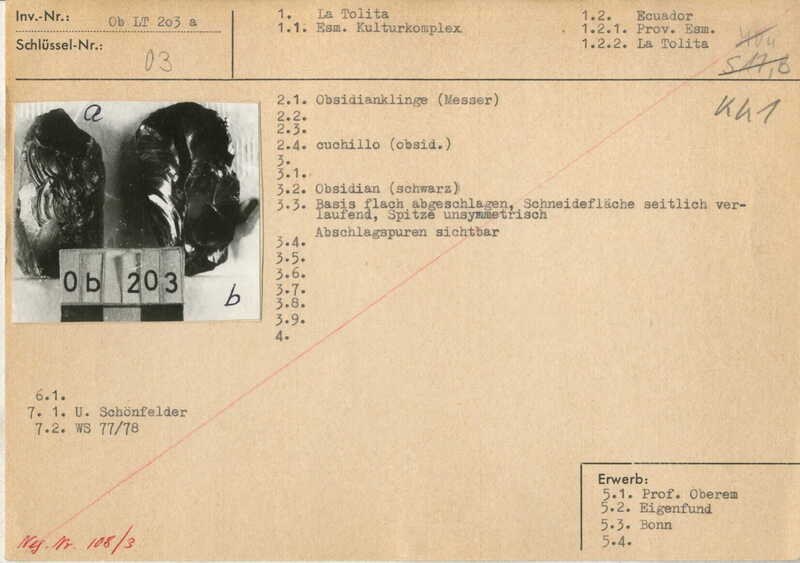 Inv.-Nr.: Ob LT 203 a
Schlüssel-Nr.: 03
1. La Tolita
1.1. Esm. Kulturkomplex
1.2. Ecuador
1.2.1. Prov. Esm.
1.2.2. La Tolita
KK1
a
b
Ob 203
2.1. Obsidianklinge (Messer)
2.2.
2.3.
2.4. cuchillo (obsid.)
3.
3.1.
3.2. Obsidian (schwarz)
3.3. Basis flach abgeschlagen, Schneidefläche seitlich ver-
laufend, Spitze unsymmetrisch
Abschlagspuren sichtbar
3.4.
3.5.
3.6.
3.7.
3.8.
3.9.
4.
6.1.
7. 1. U. Schönfelder
7.2. WS 77/78
Erwerb:
5.1. Prof. Oberem
5.2. Eigenfund
5.3. Bonn
5.4.
Neg. Nr. 108/3